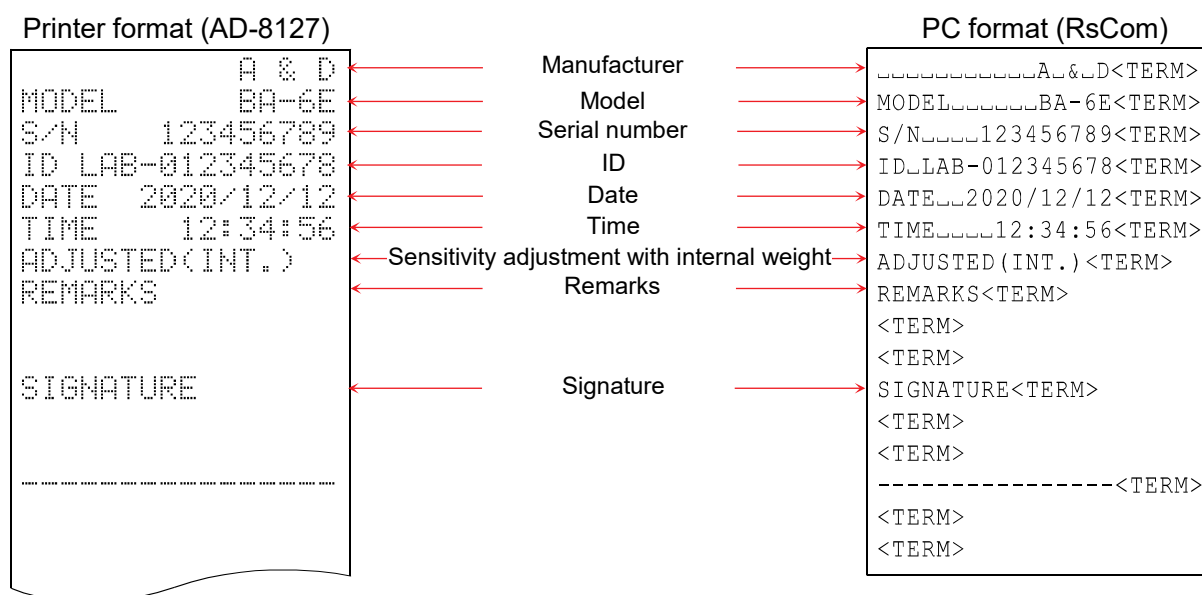 Printer format (AD-8127)
A & D
MODEL BA-6E
S/N 123456789
ID LAB-012345678
DATE 2020/12/12
TIME 12:34:56
ADJUSTED(INT.)
REMARKS
SIGNATURE
----------------
Manufacturer
Model
Serial number
ID
Date
Time
Sensitivity adjustment with internal weight
Remarks
Signature
PC format (RsCom)
␣␣␣␣␣␣␣␣␣␣␣A␣&␣D<TERM>
MODEL␣␣␣␣␣␣BA-6E<TERM>
S/N␣␣␣␣123456789<TERM>
ID␣LAB-012345678<TERM>
DATE␣␣2020/12/12<TERM>
TIME␣␣␣␣12:34:56<TERM>
ADJUSTED(INT.)<TERM>
REMARKS<TERM>
<TERM>
<TERM>
SIGNATURE<TERM>
<TERM>
<TERM>
----------------<TERM>
<TERM>
<TERM>